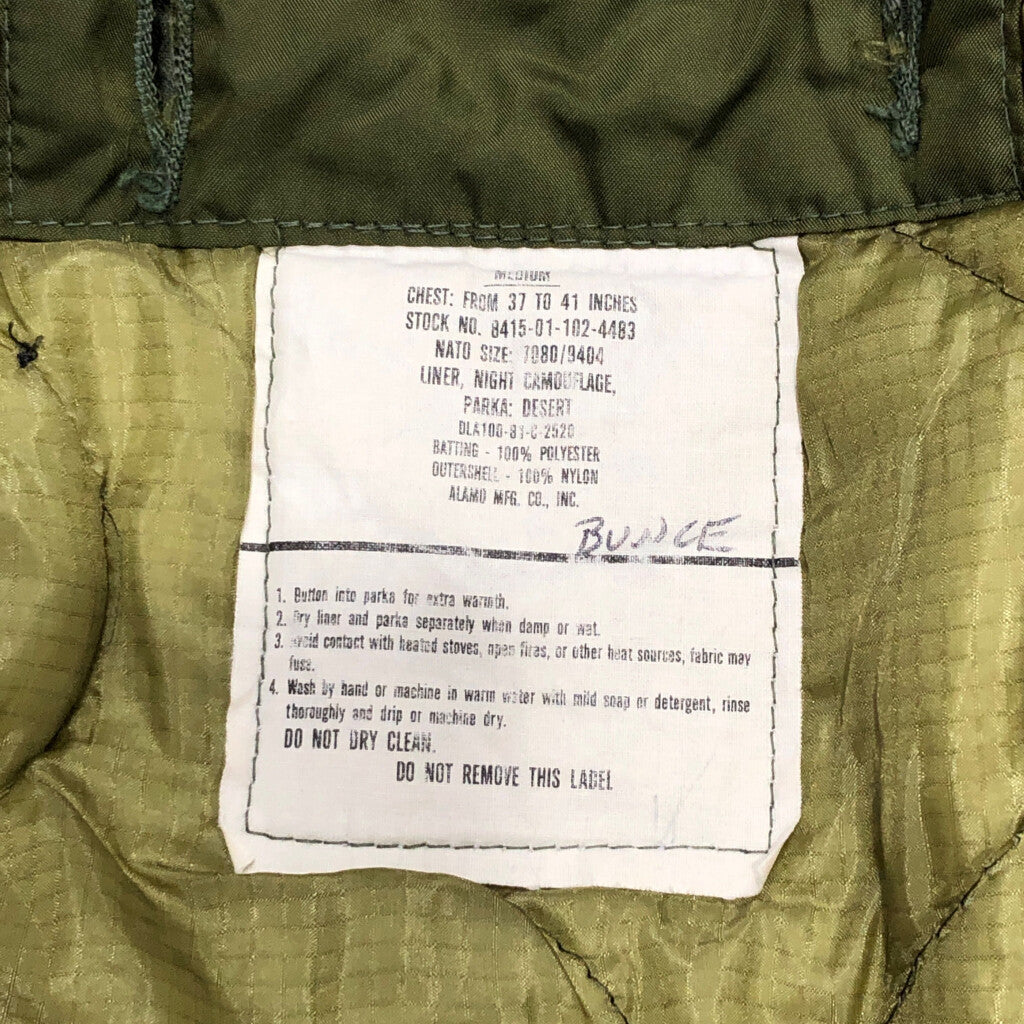 MEDIUM
CHEST: FROM 37 TO 41 INCHES
STOCK NO. 8415-01-102-4483
NATO SIZE: 7080/9404
LINER, NIGHT CAMOUFLAGE,
PARKA: DESERT
DLA100-81-C-2520
BATTING - 100% POLYESTER
OUTERSHELL - 100% NYLON
ALAMO MFG. CO., INC.
BUNCE
1. Button into parka for extra warmth.
2. Dry liner and parka separately when damp or wet.
3. Avoid contact with heated stoves, open fires, or other heat sources, fabric may
fuse.
4. Wash by hand or machine in warm water with mild soap or detergent, rinse
thoroughly and drip or machine dry.
DO NOT DRY CLEAN.
DO NOT REMOVE THIS LABEL